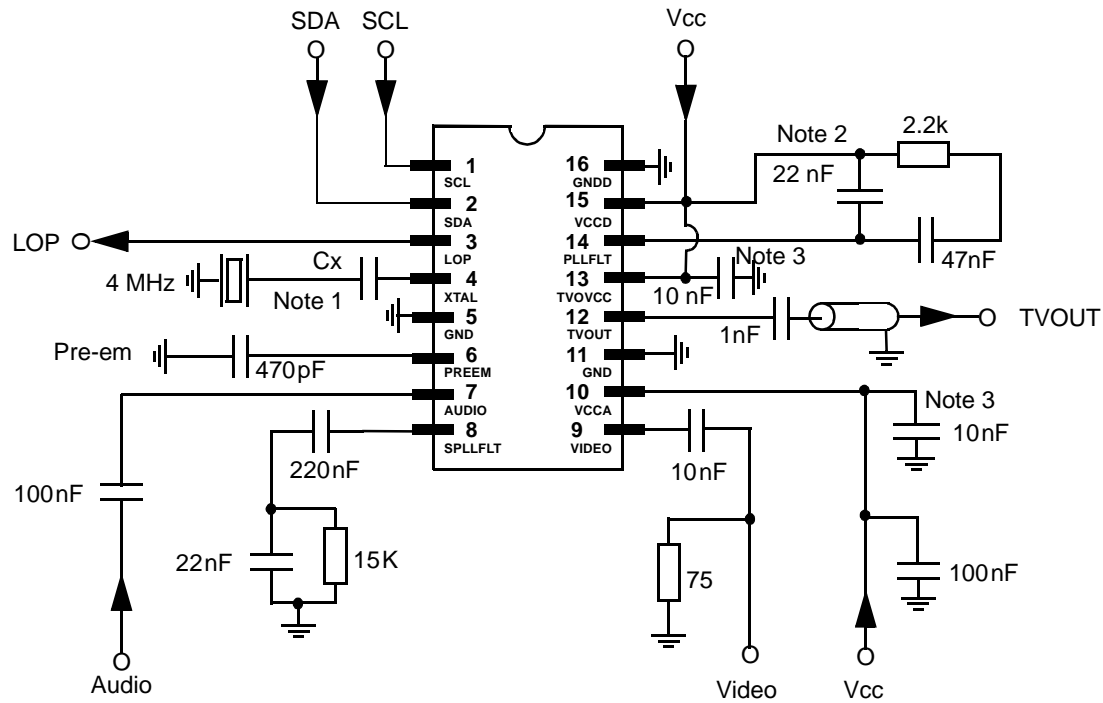 SDA SCL
Vcc
Note 2
2.2k
22 nF
47nF
1
SCL
2
SDA
3
LOP
4
XTAL
5
GND
6
PREEM
7
AUDIO
8
SPLLFLT
16
GNDD
15
VCCD
14
PLLFLT
13
TVOVCC
12
TVOUT
11
GND
10
VCCA
9
VIDEO
LOP
4 MHz
Cx
Note 1
Pre-em
470pF
220nF
100nF
22nF
15K
Audio
Note 3
10 nF
1nF
TVOUT
Note 3
10nF
10nF
75
100nF
Video
Vcc